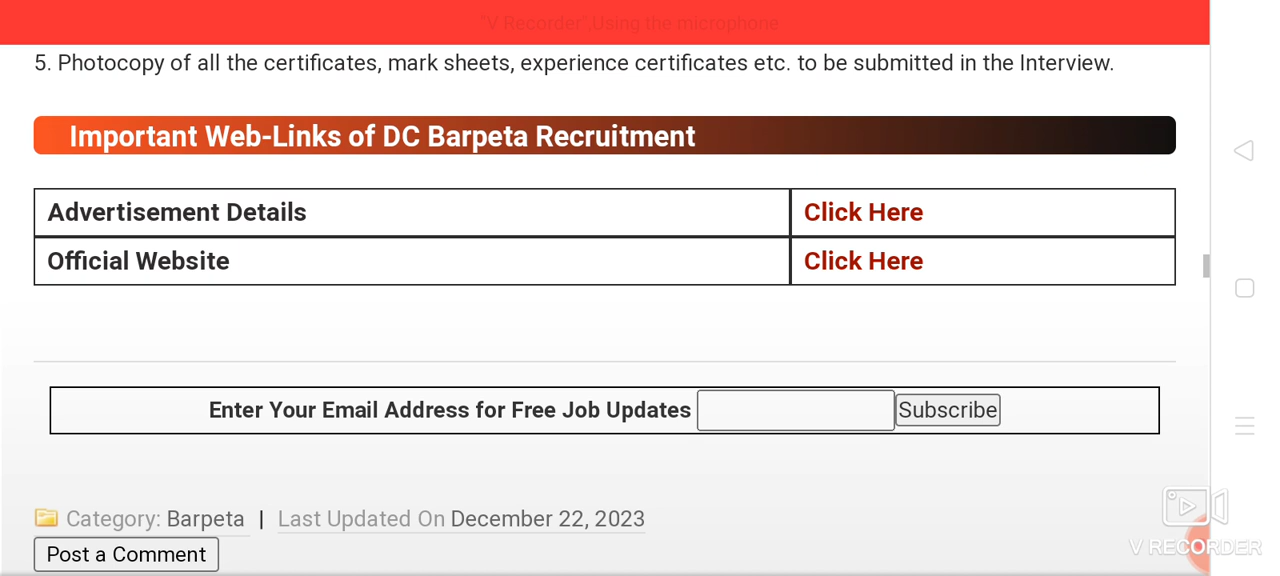 "V Recorder",Using the microphone
5. Photocopy of all the certificates, mark sheets, experience certificates etc. to be submitted in the Interview.
Important Web-Links of DC Barpeta Recruitment
Advertisement Details Click Here
Official Website Click Here
Enter Your Email Address for Free Job Updates Subscribe
Category: Barpeta | Last Updated On December 22, 2023
Post a Comment
V RECORDER